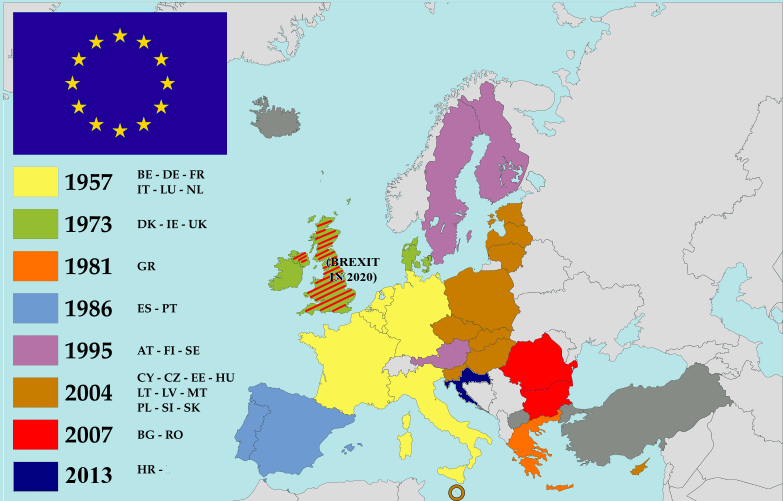 1957
BE - DE - FR
IT - LU - NL
1973
DK - IE - UK
1981
GR
1986
ES - PT
1995
AT - FI - SE
2004
CY - CZ - EE - HU
LT - LV - MT
PL - SI - SK
2007
BG - RO
2013
HR -
(BREXIT
IN 2020)